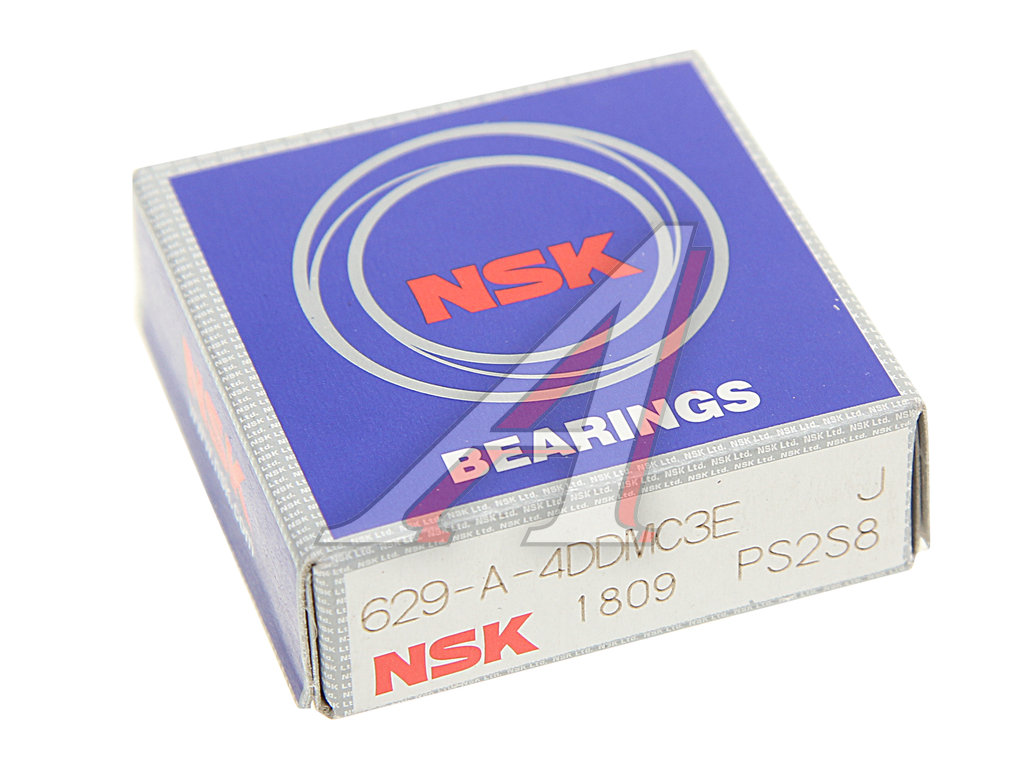 NSK
BEARINGS
629-A-4DDMC3E J
NSK 1809 PS2S8